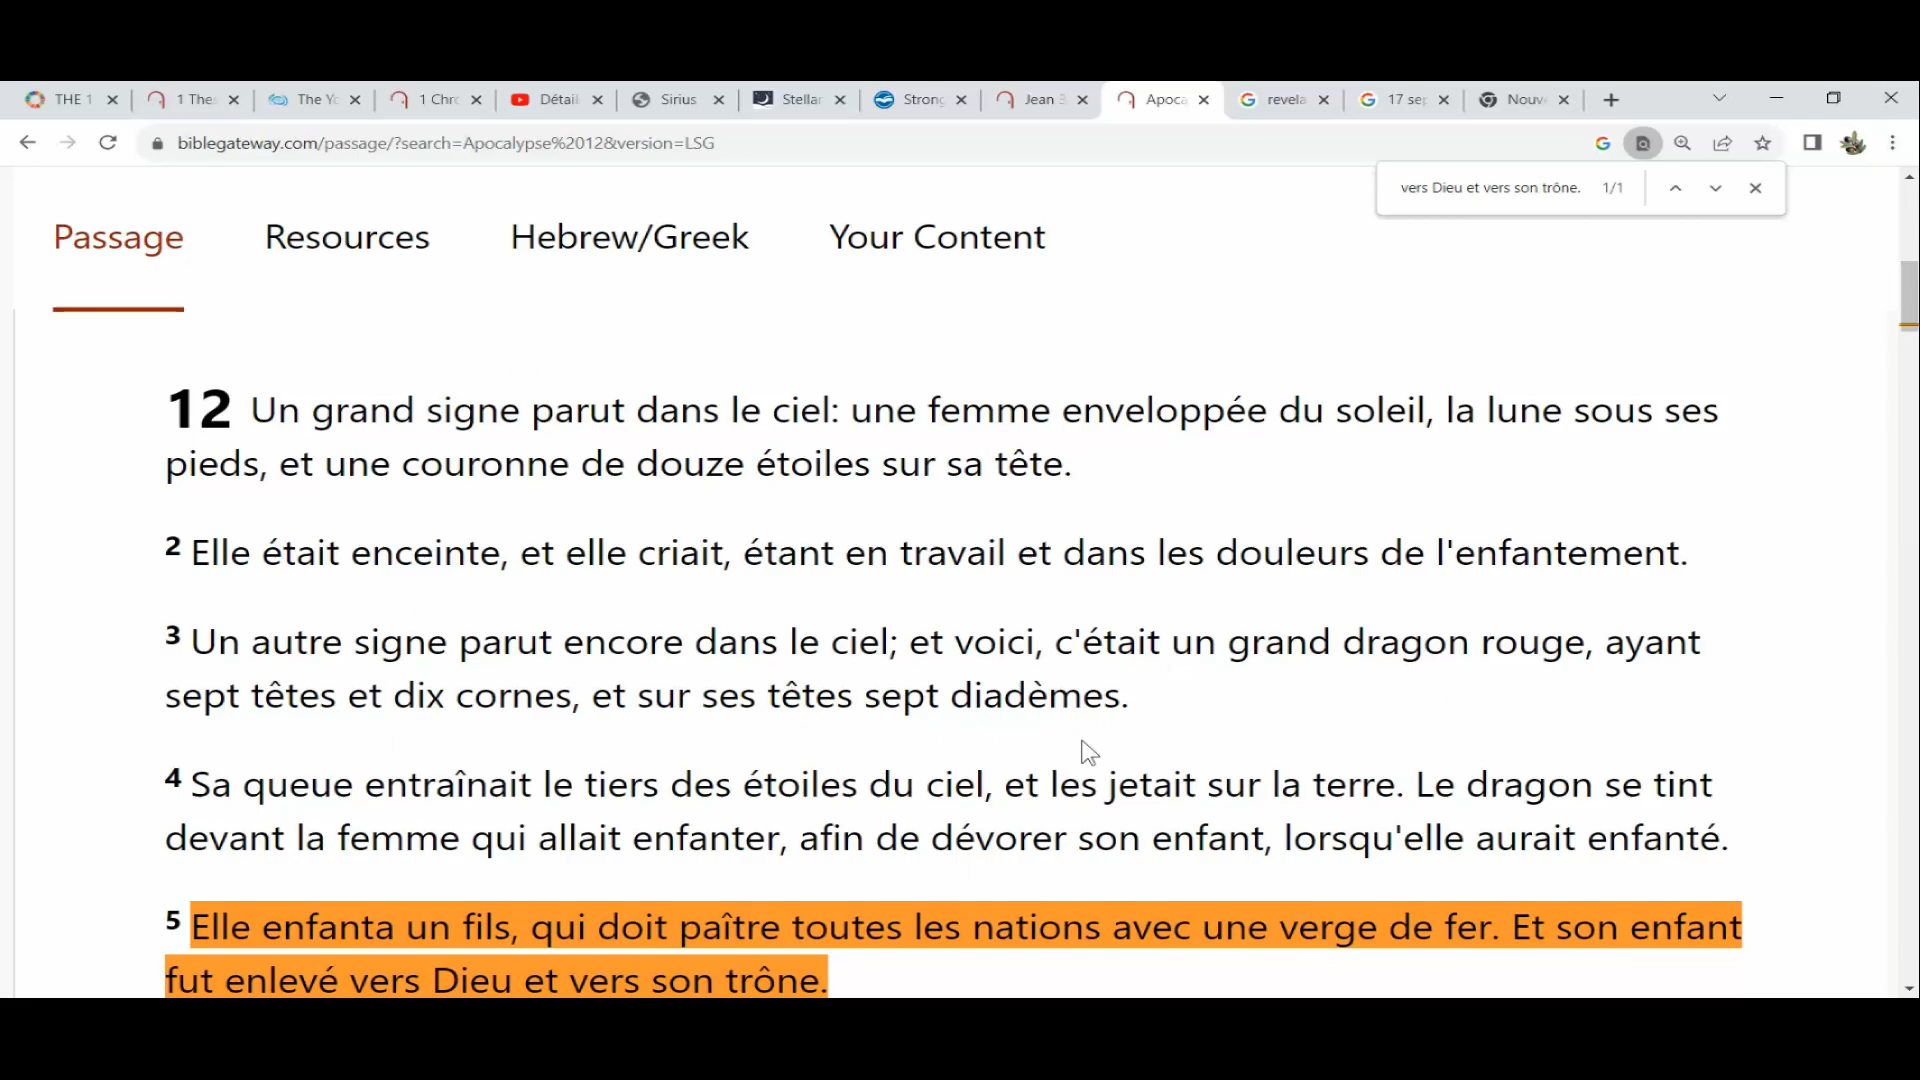 THE 1
1 The
The Yo
1 Chro
Détail
Sirius
Stellar
Strong
Jean 3
Apoca
revela
17 sep
Nouv
biblegateway.com/passage/?search=Apocalypse%2012&version=LSG
vers Dieu et vers son trône. 1/1
Passage Resources Hebrew/Greek Your Content
12 Un grand signe parut dans le ciel: une femme enveloppée du soleil, la lune sous ses
pieds, et une couronne de douze étoiles sur sa tête.
2 Elle était enceinte, et elle criait, étant en travail et dans les douleurs de l'enfantement.
3 Un autre signe parut encore dans le ciel; et voici, c'était un grand dragon rouge, ayant
sept têtes et dix cornes, et sur ses têtes sept diadèmes.
4 Sa queue entraînait le tiers des étoiles du ciel, et les jetait sur la terre. Le dragon se tint
devant la femme qui allait enfanter, afin de dévorer son enfant, lorsqu'elle aurait enfanté.
5 Elle enfanta un fils, qui doit paître toutes les nations avec une verge de fer. Et son enfant
fut enlevé vers Dieu et vers son trône.